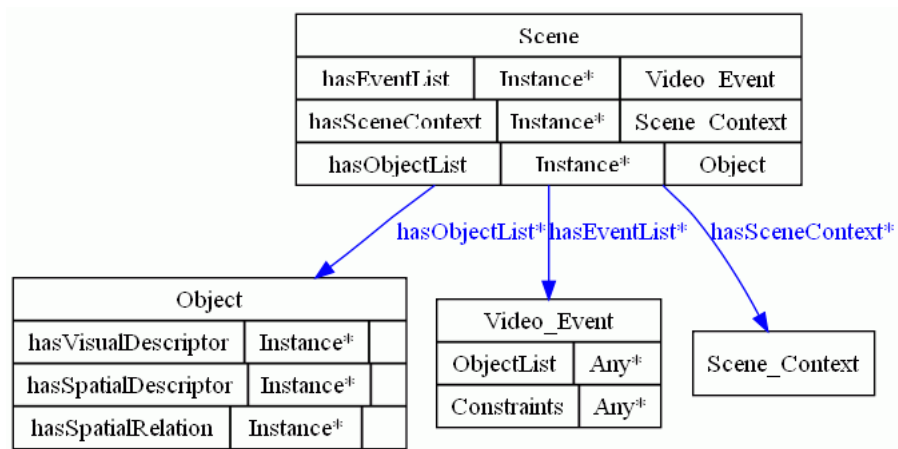 Scene
hasEventList Instance* Video Event
hasSceneContext Instance* Scene Context
hasObjectList Instance* Object
hasObjectList* hasEventList* hasSceneContext*
Object
hasVisualDescriptor Instance*
hasSpatialDescriptor Instance*
hasSpatialRelation Instance*
Video_Event
ObjectList Any*
Constraints Any*
Scene_Context